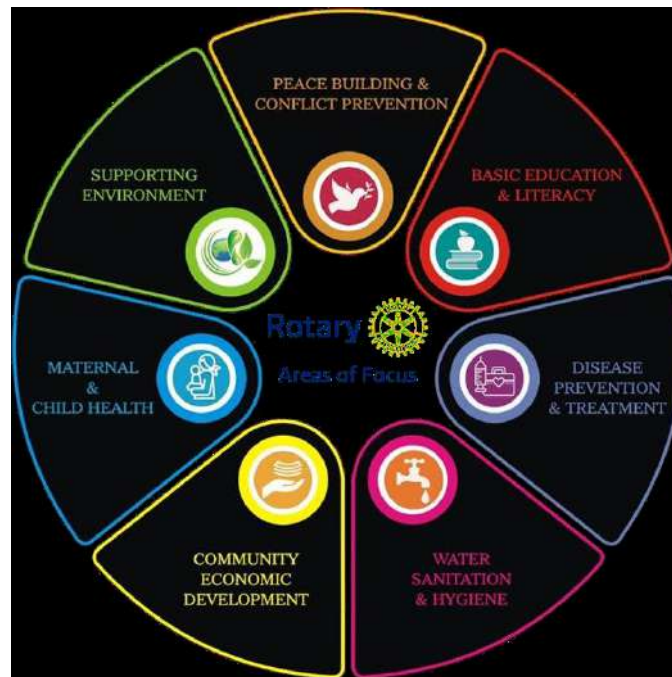 PEACE BUILDING &
CONFLICT PREVENTION
BASIC EDUCATION
& LITERACY
DISEASE
PREVENTION
& TREATMENT
WATER
SANITATION
& HYGIENE
COMMUNITY
ECONOMIC
DEVELOPMENT
MATERNAL
&
CHILD HEALTH
SUPPORTING
ENVIRONMENT
Rotary
Areas of Focus